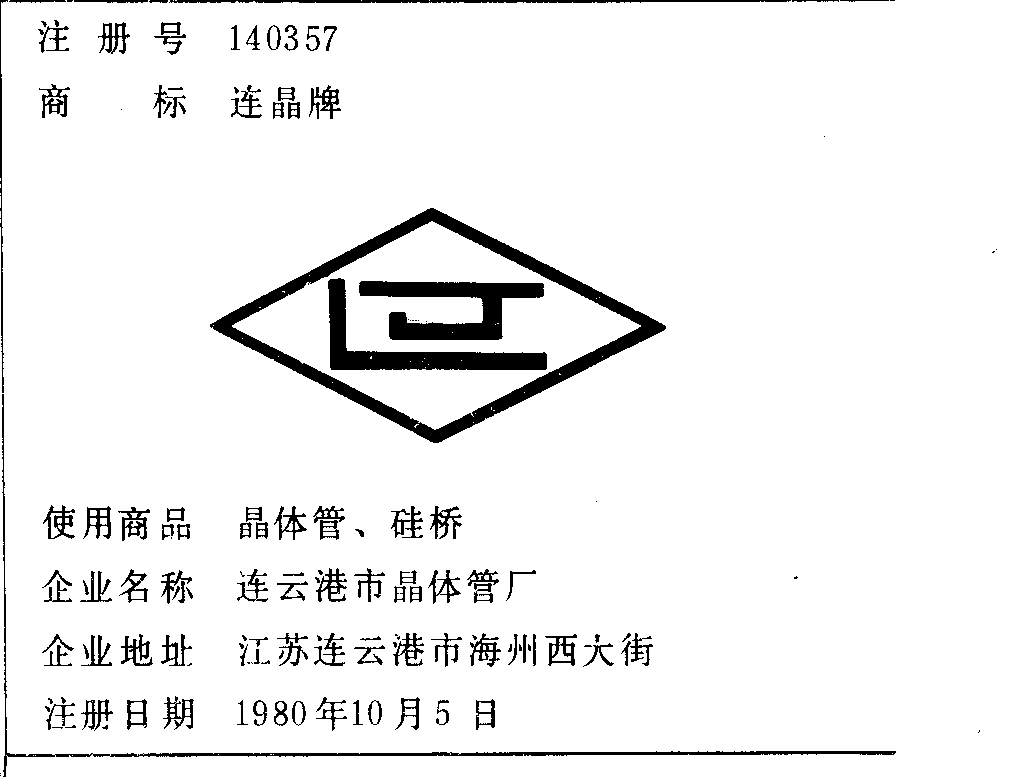 注册号 140357
商标 连晶牌
使用商品 晶体管、硅桥
企业名称 连云港市晶体管厂
企业地址 江苏连云港市海州西大街
注册日期 1980年10月5日